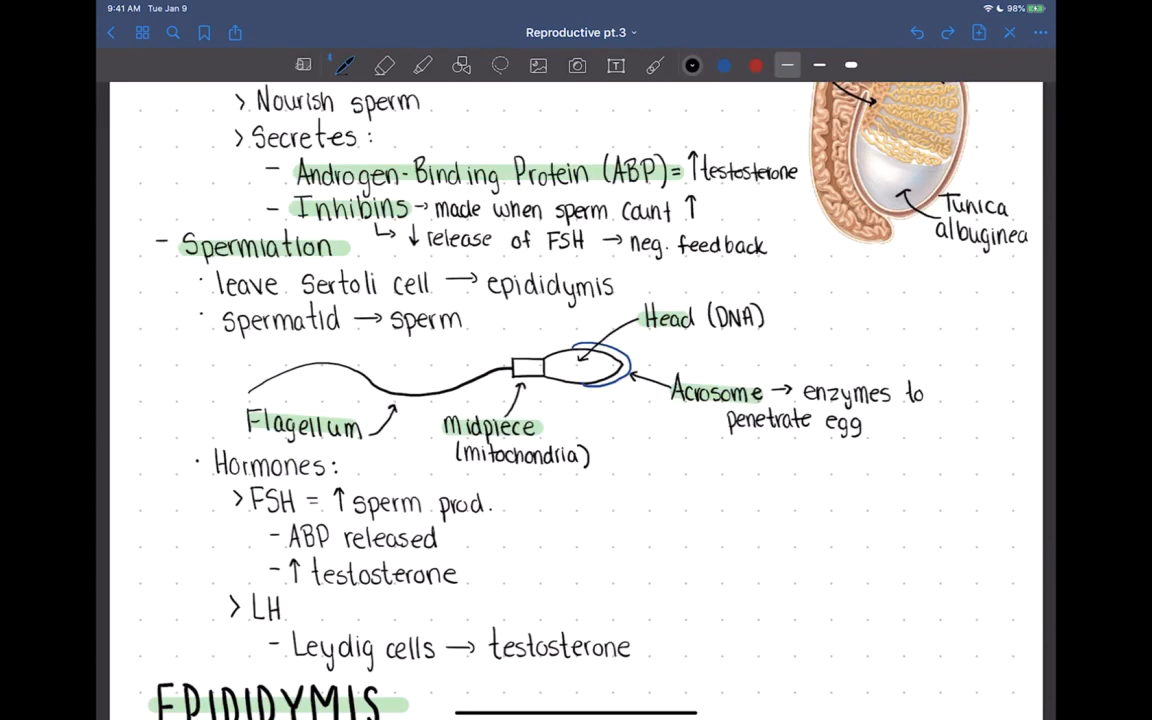 9:41 AM Tue Jan 9
98%
Reproductive pt.3
> Nourish sperm
> Secretes:
- Androgen-Binding Protein (ABP) = ↑ testosterone
- Inhibins → made when sperm count ↑
↳ ↓ release of FSH → neg. feedback
Tunica
albuginea
- Spermiation
· leave Sertoli cell → epididymis
· spermatid → sperm
Head (DNA)
Acrosome → enzymes to
penetrate egg
Flagellum
Midpiece
(mitochondria)
· Hormones:
> FSH = ↑ sperm prod.
- ABP released
- ↑ testosterone
> LH
- Leydig cells → testosterone
EPIDIDYMIS